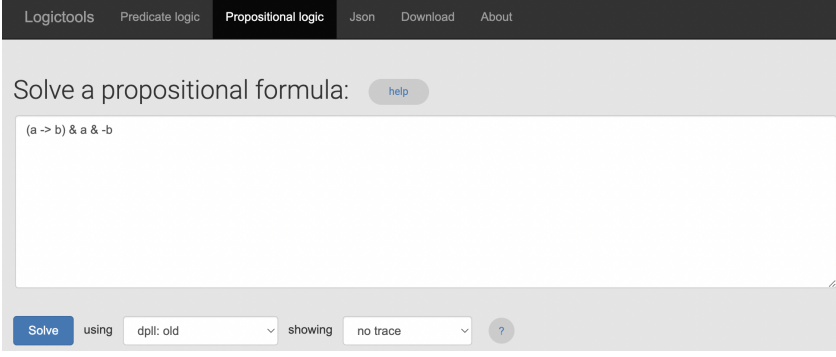 Logictools Predicate logic Propositional logic Json Download About
Solve a propositional formula: help
(a -> b) & a & -b
Solve using dpll: old showing no trace ?